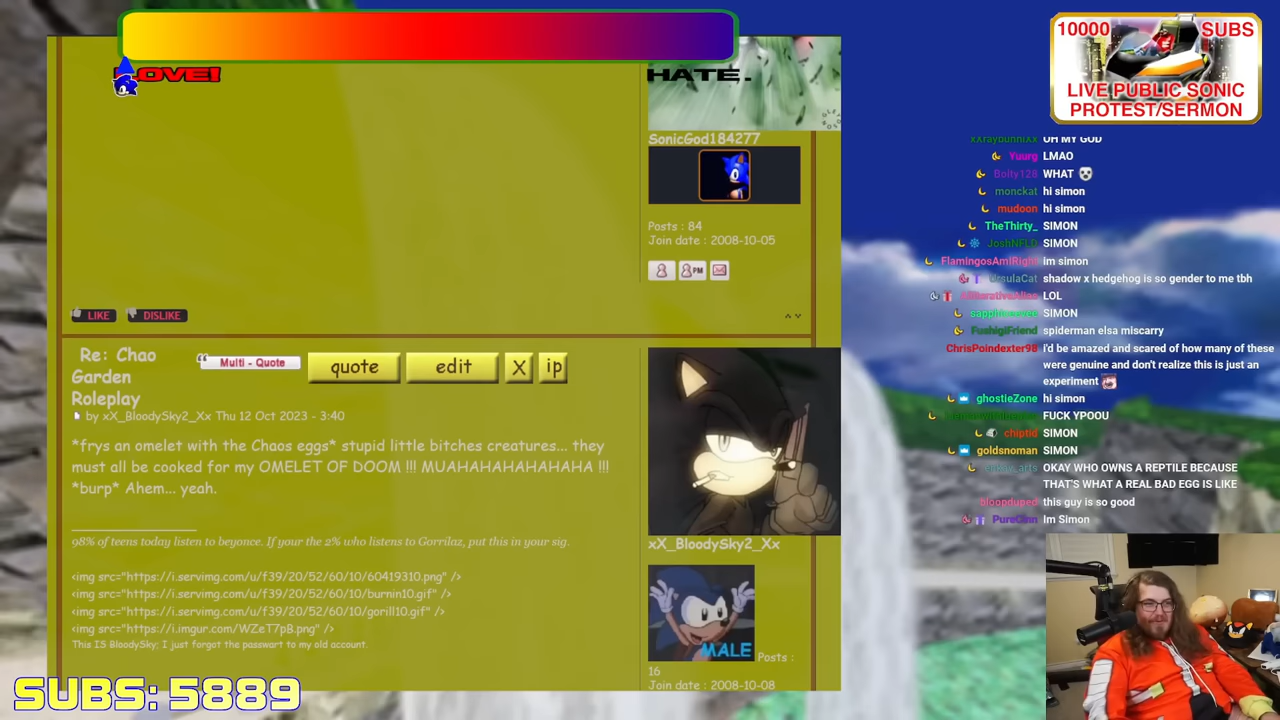 LOVE!
HATE.
SonicGod184277
Posts : 84
Join date : 2008-10-05
PM
LIKE
DISLIKE
Re: Chao
Garden
Roleplay
Multi - Quote
quote
edit
X
ip
by xX_BloodySky2_Xx Thu 12 Oct 2023 - 3:40
*frys an omelet with the Chaos eggs* stupid little bitches creatures... they
must all be cooked for my OMELET OF DOOM !!! MUAHAHAHAHAHAHA !!!
*burp* Ahem... yeah.
98% of teens today listen to beyonce. If your the 2% who listens to Gorrilaz, put this in your sig.
<img src="https://i.servimg.com/u/f39/20/52/60/10/60419310.png" />
<img src="https://i.servimg.com/u/f39/20/52/60/10/burnin10.gif" />
<img src="https://i.servimg.com/u/f39/20/52/60/10/gorill10.gif" />
<img src="https://i.imgur.com/WZeT7pB.png" />
This IS BloodySky; I just forgot the passwart to my old account.
xX_BloodySky2_Xx
MALE
Posts :
16
Join date : 2008-10-08
SUBS: 5889
10000 SUBS
LIVE PUBLIC SONIC
PROTEST/SERMON
xXraybunniXx OH MY GOD
Yuurg LMAO
Bolty128 WHAT
monckat hi simon
mudoon hi simon
TheThirty_ SIMON
JoshNFLD SIMON
FlamingosAmIRight im simon
UrsulaCat shadow x hedgehog is so gender to me tbh
LOL
SIMON
FushigiFriend spiderman elsa miscarry
ChrisPoindexter98 I'd be amazed and scared of how many of these
were genuine and don't realize this is just an
experiment
ghostieZone hi simon
FUCK YPOOU
chiptid SIMON
goldsnoman SIMON
OKAY WHO OWNS A REPTILE BECAUSE
THAT'S WHAT A REAL BAD EGG IS LIKE
bloopduped this guy is so good
PureCinn Im Simon